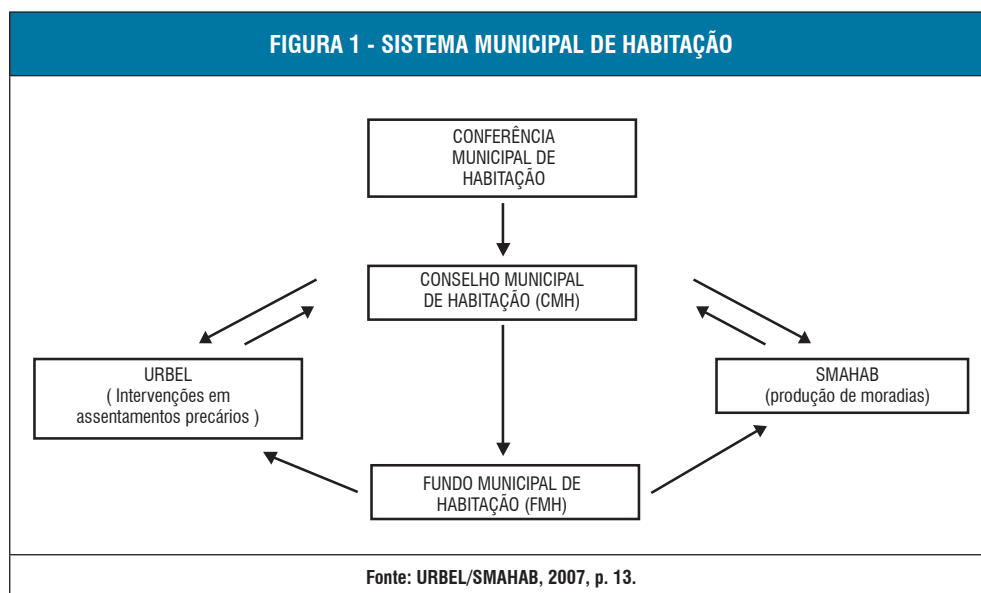 FIGURA 1 - SISTEMA MUNICIPAL DE HABITAÇÃO
CONFERÊNCIA
MUNICIPAL DE
HABITAÇÃO
CONSELHO MUNICIPAL
DE HABITAÇÃO (CMH)
URBEL
( Intervenções em
assentamentos precários )
SMAHAB
(produção de moradias)
FUNDO MUNICIPAL DE
HABITAÇÃO (FMH)
Fonte: URBEL/SMAHAB, 2007, p. 13.